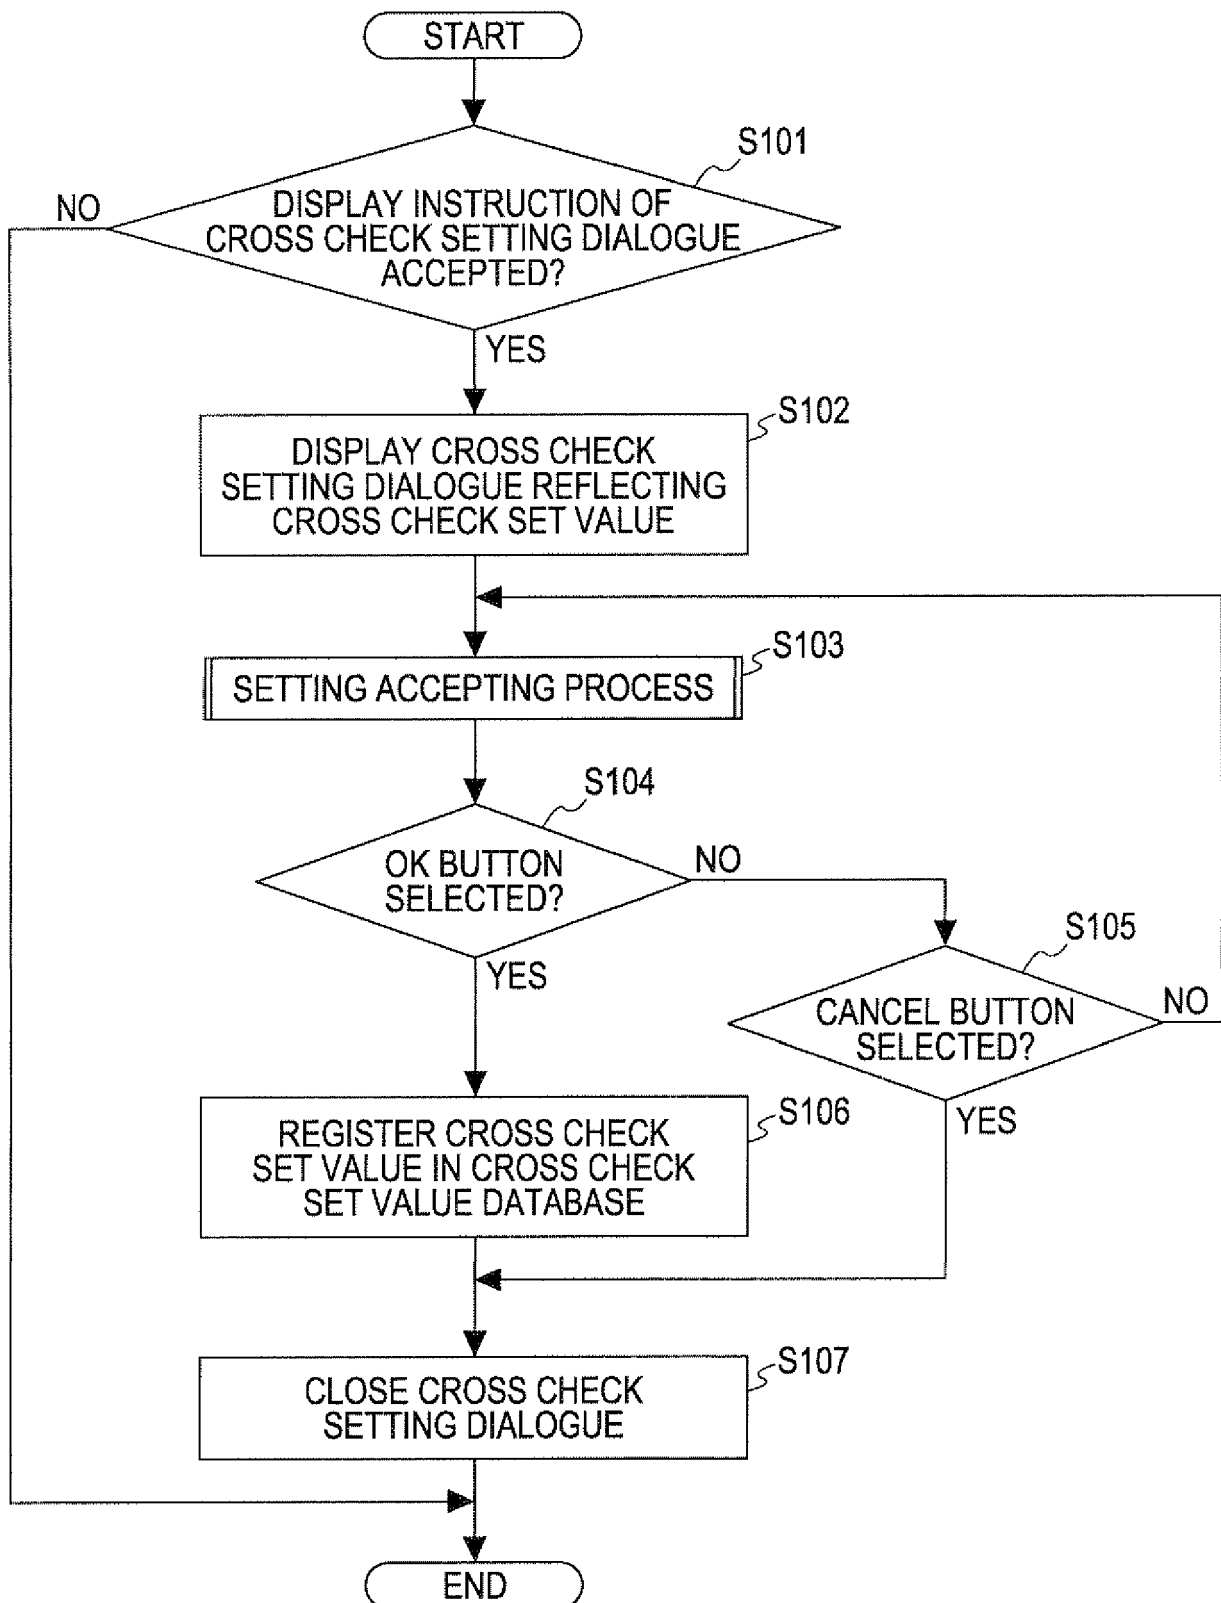 START
S101
NO
DISPLAY INSTRUCTION OF
CROSS CHECK SETTING DIALOGUE
ACCEPTED?
YES
S102
DISPLAY CROSS CHECK
SETTING DIALOGUE REFLECTING
CROSS CHECK SET VALUE
S103
SETTING ACCEPTING PROCESS
S104
OK BUTTON
SELECTED?
NO
YES
S105
CANCEL BUTTON
SELECTED?
NO
YES
S106
REGISTER CROSS CHECK
SET VALUE IN CROSS CHECK
SET VALUE DATABASE
S107
CLOSE CROSS CHECK
SETTING DIALOGUE
END